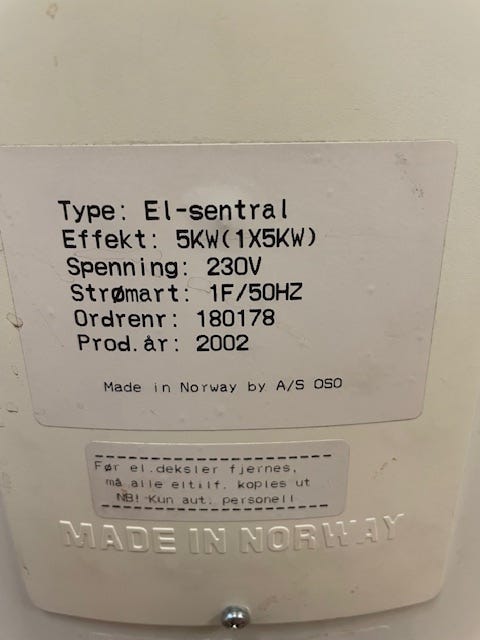 Type: El-sentral
Effekt: 5KW(1X5KW)
Spenning: 230V
Strømart: 1F/50HZ
Ordrenr: 180178
Prod.år: 2002
Made in Norway by A/S OSO
Før el.deksler fjernes,
må alle eltilf. koples ut
NB! Kun aut. personell
MADE IN NORWAY